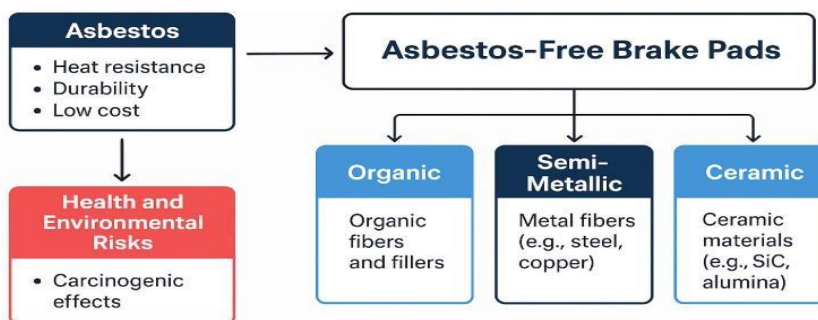 Asbestos
• Heat resistance
• Durability
• Low cost
Asbestos-Free Brake Pads
Health and
Environmental
Risks
• Carcinogenic
effects
Organic
Organic
fibers
and fillers
Semi-
Metallic
Metal fibers
(e.g., steel,
copper)
Ceramic
Ceramic
materials
(e.g., SiC,
alumina)